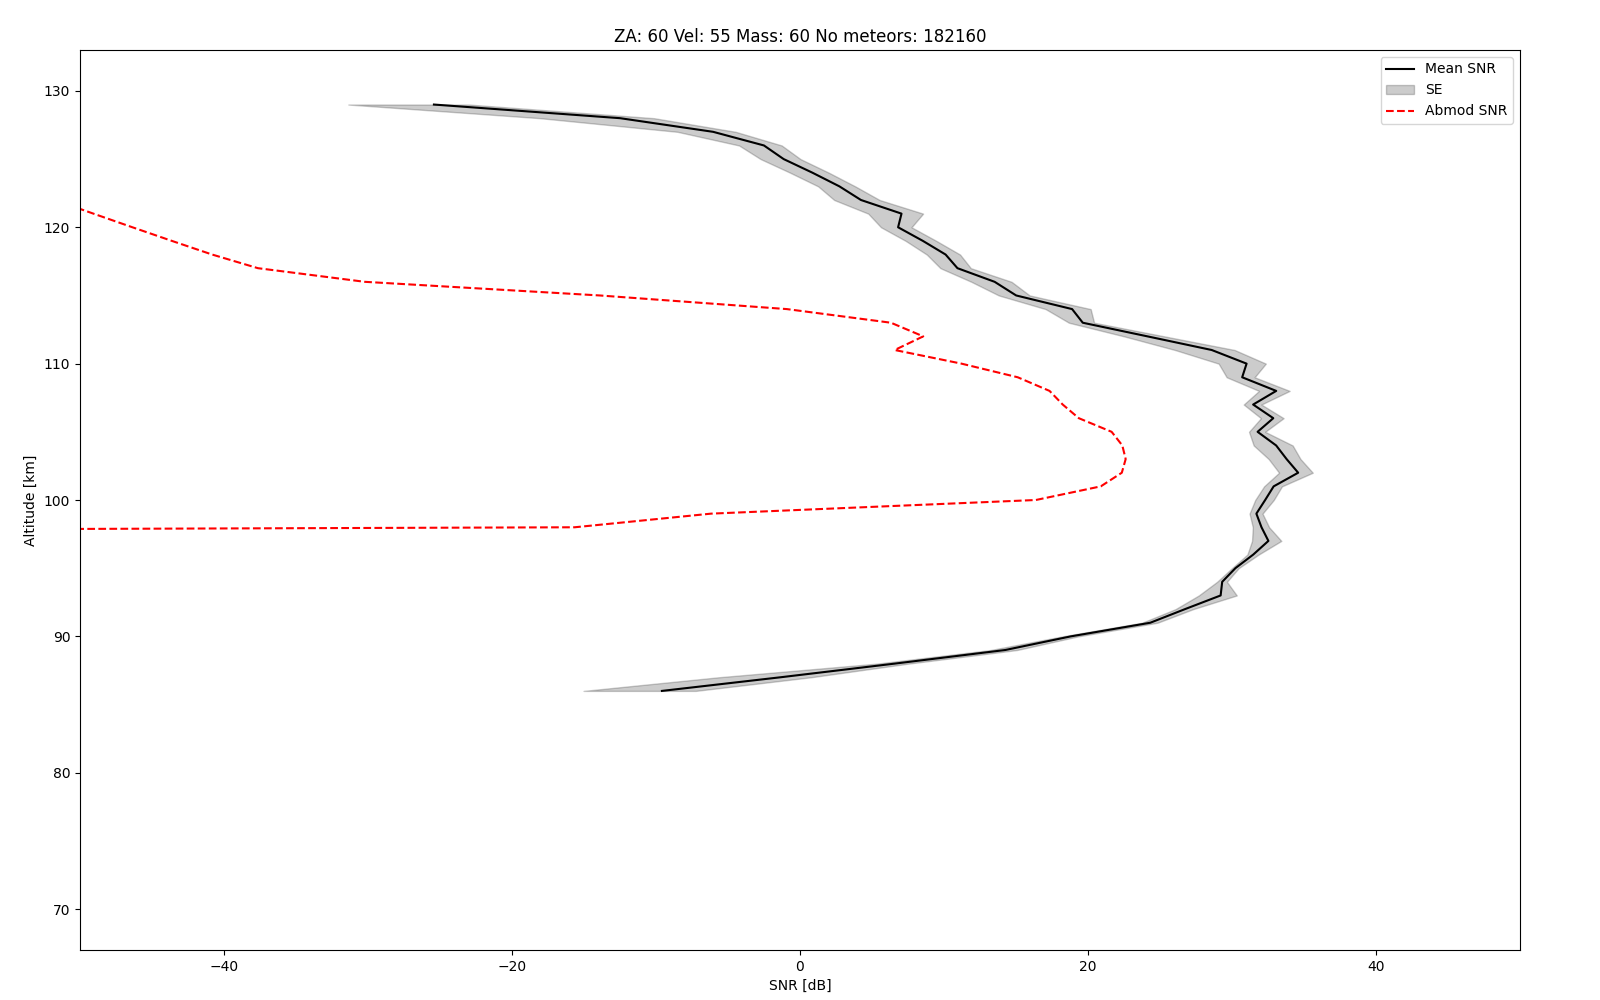 ZA: 60 Vel: 55 Mass: 60 No meteors: 182160
Mean SNR
SE
Abmod SNR
130
120
110
100
90
80
70
Altitude [km]
−40
−20
0
20
40
SNR [dB]